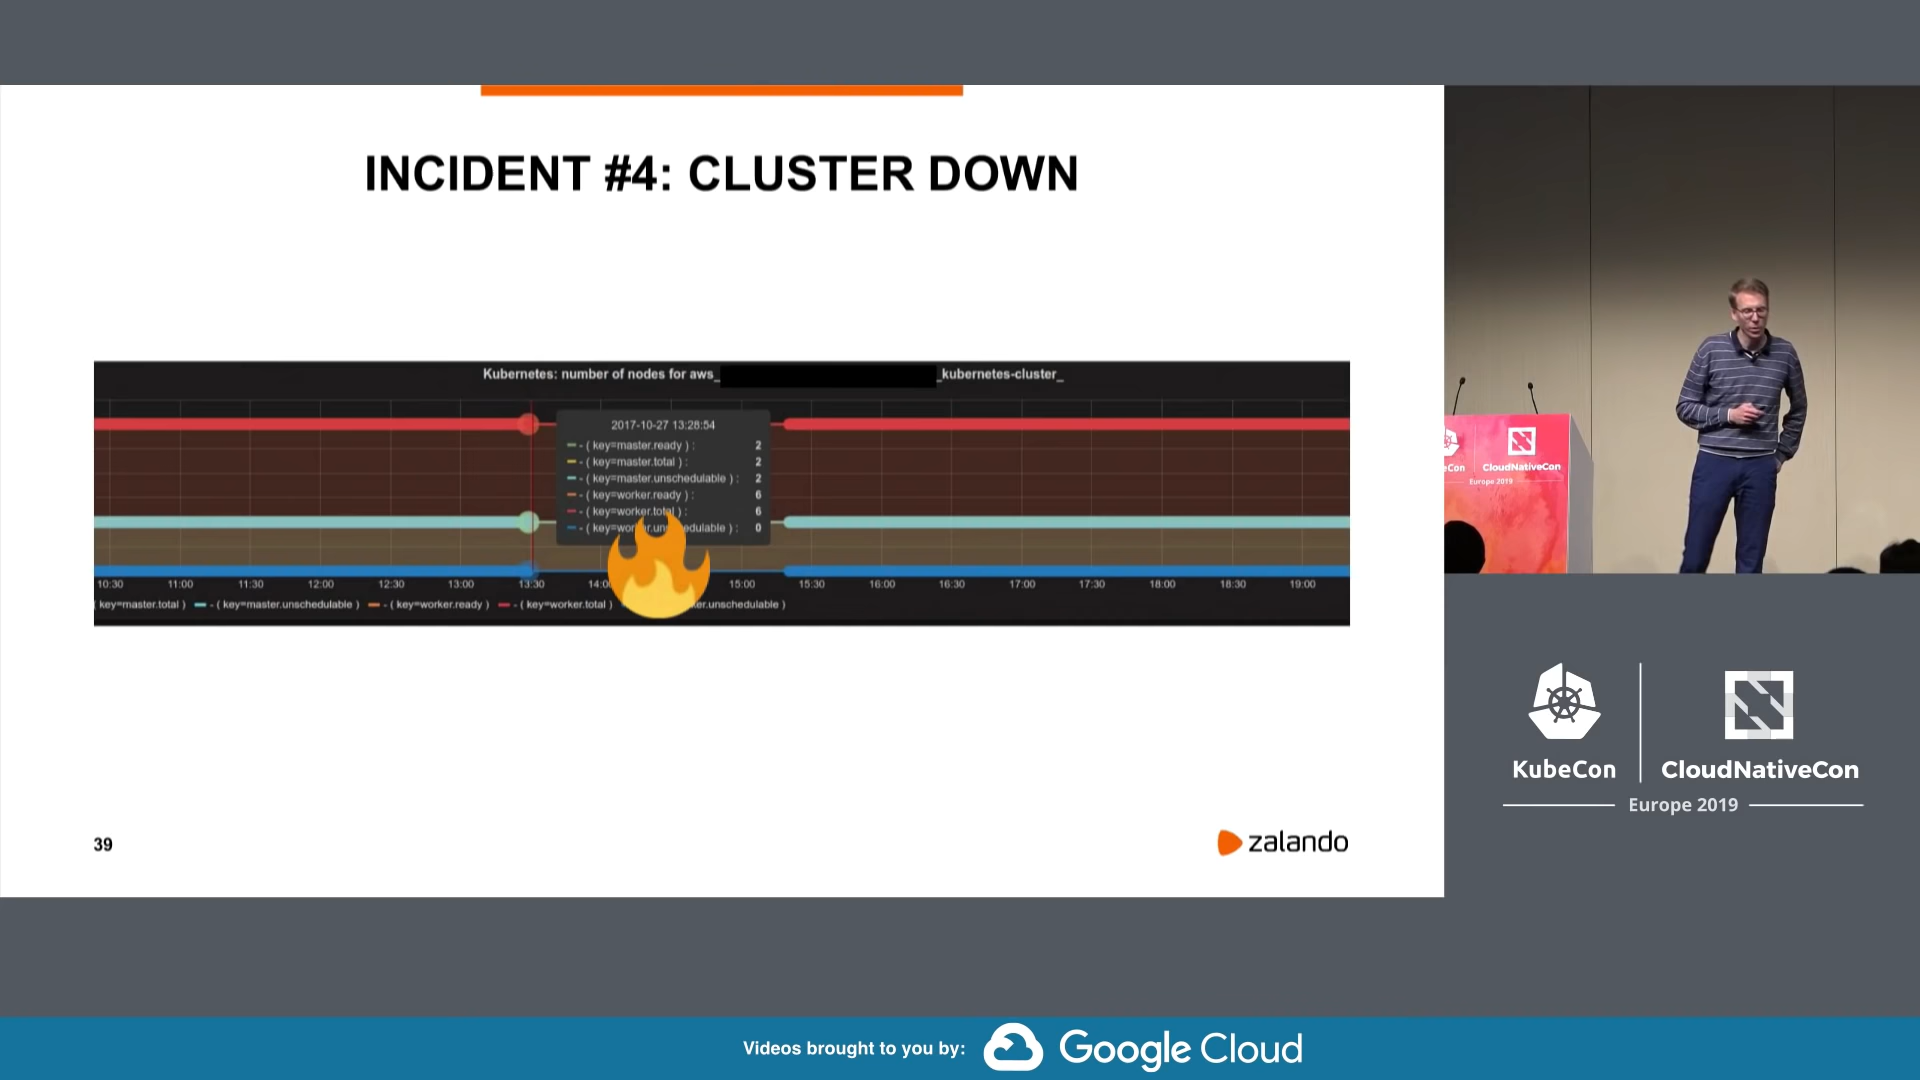 INCIDENT #4: CLUSTER DOWN
Kubernetes: number of nodes for aws_ _kubernetes-cluster_
2017-10-27 13:28:54
- ( key=master.ready ) : 2
- ( key=master.total ) : 2
- ( key=master.unschedulable ) : 2
- ( key=worker.ready ) : 6
- ( key=worker.total ) : 6
edulable ) : 0
10:30 11:00 11:30 12:00 12:30 13:00 13:30 14:0 15:00 15:30 16:00 16:30 17:00 17:30 18:00 18:30 19:00
key=master.total ) - ( key=master.unschedulable ) - ( key=worker.ready ) - ( key=worker.total ) er.unschedulable )
39
zalando
eCon
CloudNativeCon
Europe 2019
KubeCon
CloudNativeCon
Europe 2019
Videos brought to you by:
Google Cloud